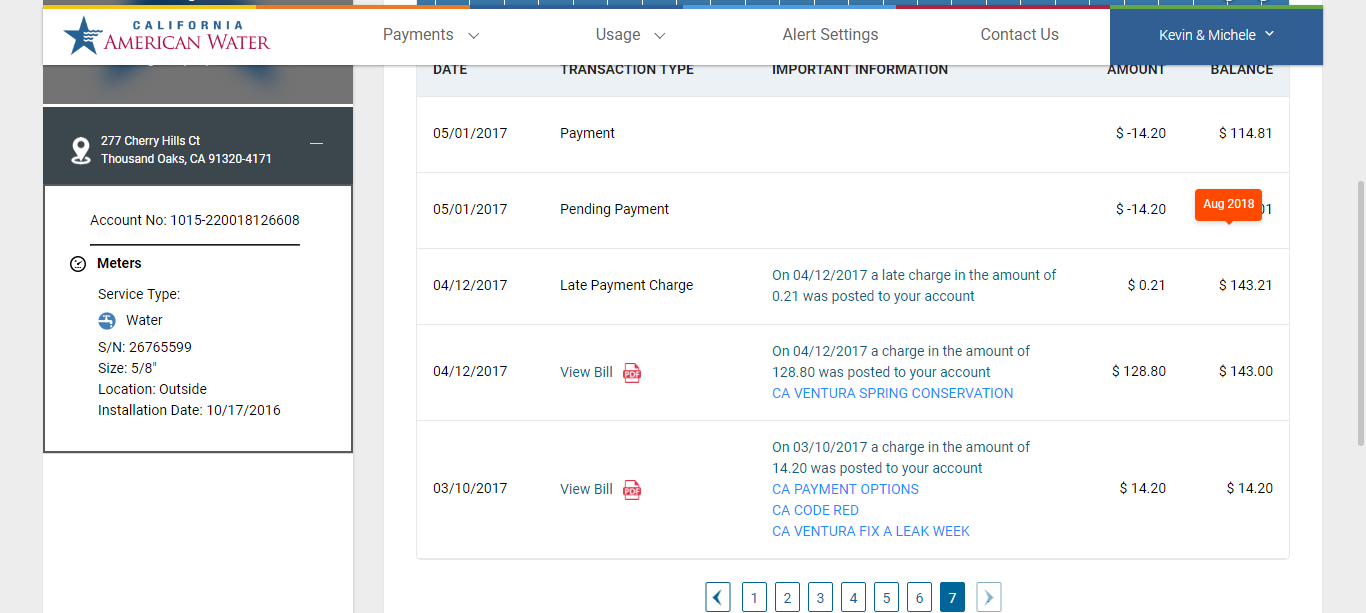 CALIFORNIA
AMERICAN WATER
Payments
Usage
Alert Settings
Contact Us
Kevin & Michele
DATE TRANSACTION TYPE IMPORTANT INFORMATION AMOUNT BALANCE
277 Cherry Hills Ct
Thousand Oaks, CA 91320-4171
Account No: 1015-220018126608
Meters
Service Type:
Water
S/N: 26765599
Size: 5/8"
Location: Outside
Installation Date: 10/17/2016
05/01/2017 Payment $ -14.20 $ 114.81
Aug 2018
05/01/2017 Pending Payment $ -14.20 01
04/12/2017 Late Payment Charge
On 04/12/2017 a late charge in the amount of
0.21 was posted to your account
$ 0.21 $ 143.21
04/12/2017 View Bill PDF
On 04/12/2017 a charge in the amount of
128.80 was posted to your account
CA VENTURA SPRING CONSERVATION
$ 128.80 $ 143.00
03/10/2017 View Bill PDF
On 03/10/2017 a charge in the amount of
14.20 was posted to your account
CA PAYMENT OPTIONS
CA CODE RED
CA VENTURA FIX A LEAK WEEK
$ 14.20 $ 14.20
1 2 3 4 5 6 7